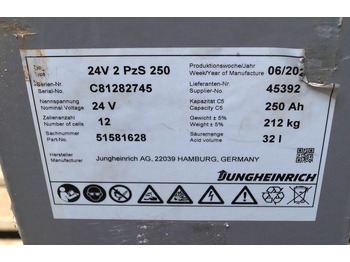 Type 24V 2 PzS 250 Produktionswoche/Jahr Week/Year of Manufacture 06/202
Serien-Nr. Serial-No. C81282745 Lieferanten-Nr. Supplier-No. 45392
Nennspannung Nominal Voltage 24 V Kapazität C5 Capacity C5 250 Ah
Zellenanzahl Number of cells 12 Gewicht ± 5% Weight ± 5% 212 kg
Sachnummer Part-No. 51581628 Säuremenge Acid volume 32 l
Hersteller Manufacturer Jungheinrich AG, 22039 HAMBURG, GERMANY
JUNGHEINRICH